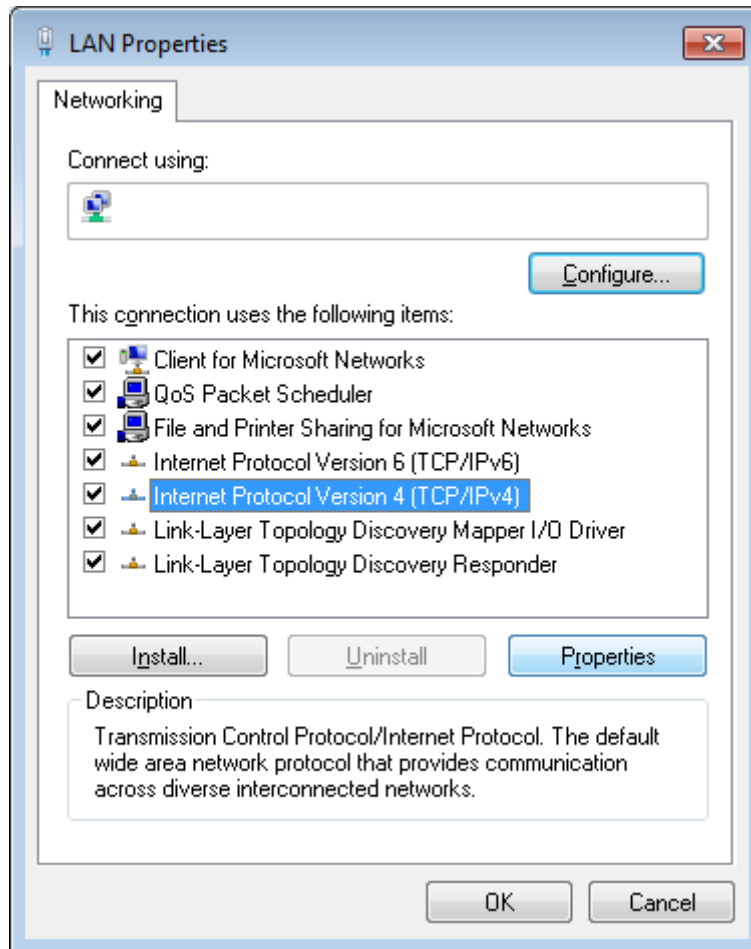 LAN Properties
Networking
Connect using:
Configure...
This connection uses the following items:
Client for Microsoft Networks
QoS Packet Scheduler
File and Printer Sharing for Microsoft Networks
Internet Protocol Version 6 (TCP/IPv6)
Internet Protocol Version 4 (TCP/IPv4)
Link-Layer Topology Discovery Mapper I/O Driver
Link-Layer Topology Discovery Responder
Install... Uninstall Properties
Description
Transmission Control Protocol/Internet Protocol. The default
wide area network protocol that provides communication
across diverse interconnected networks.
OK Cancel